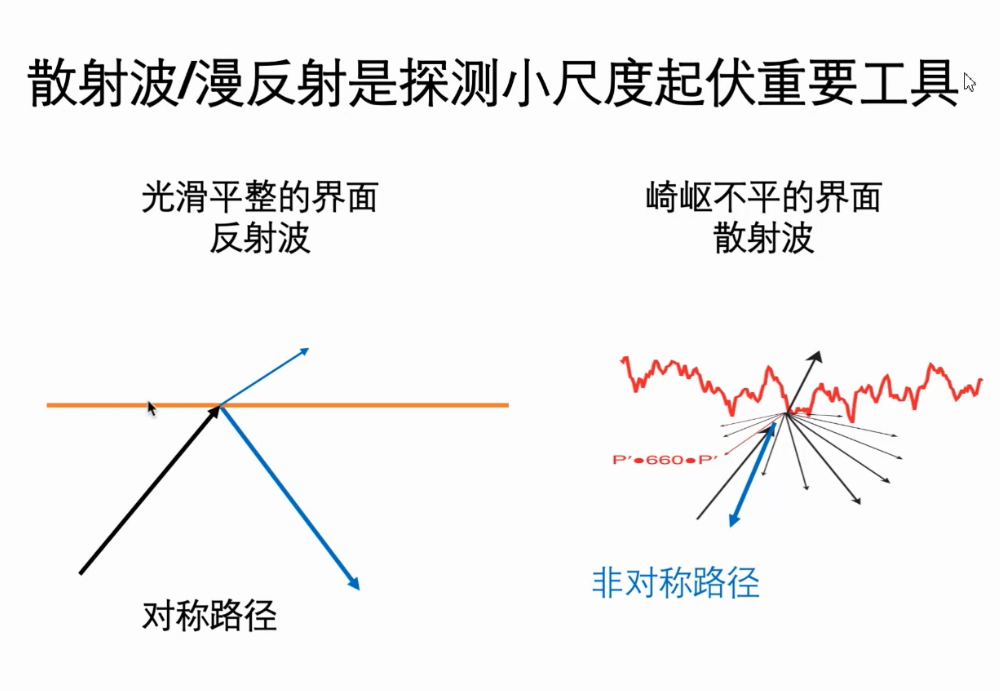 散射波/漫反射是探测小尺度起伏重要工具
光滑平整的界面
反射波
对称路径
崎岖不平的界面
散射波
P'•660•P'
非对称路径